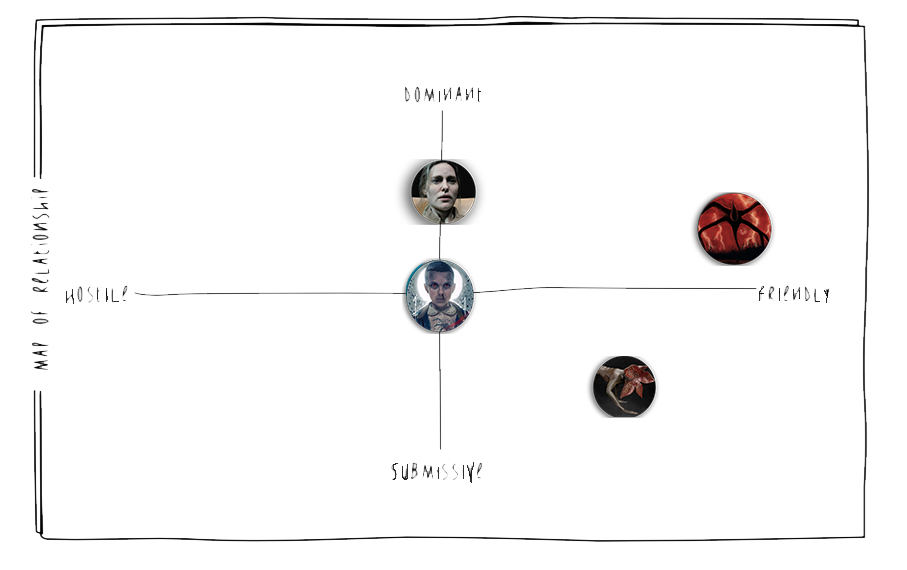 DOMINANT
MAP OF RELATIONSHIP
HOSTILE
FRIENDLY
SUBMISSIVE